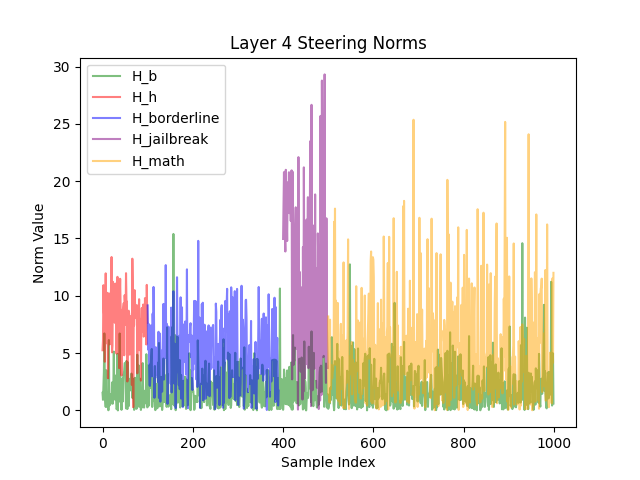 Layer 4 Steering Norms
Norm Value
30
25
20
15
10
5
0
H_b
H_h
H_borderline
H_jailbreak
H_math
0 200 400 600 800 1000
Sample Index